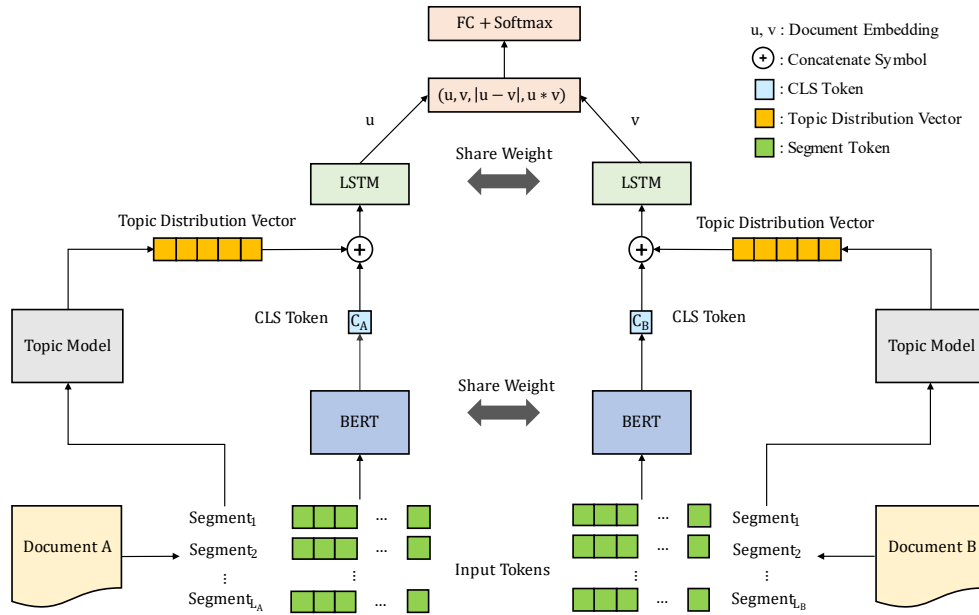 FC + Softmax
(u, v, |u − v|, u ∗ v)
u
v
u, v : Document Embedding
+ : Concatenate Symbol
: CLS Token
: Topic Distribution Vector
: Segment Token
Share Weight
LSTM
LSTM
Topic Distribution Vector
Topic Distribution Vector
+
+
CLS Token
C_A
C_B
CLS Token
Topic Model
Topic Model
Share Weight
BERT
BERT
Document A
Segment_1
...
...
Segment_1
Document B
Segment_2
...
...
Segment_2
⋮
⋮
⋮
⋮
Input Tokens
Segment_{L_A}
...
...
Segment_{L_B}